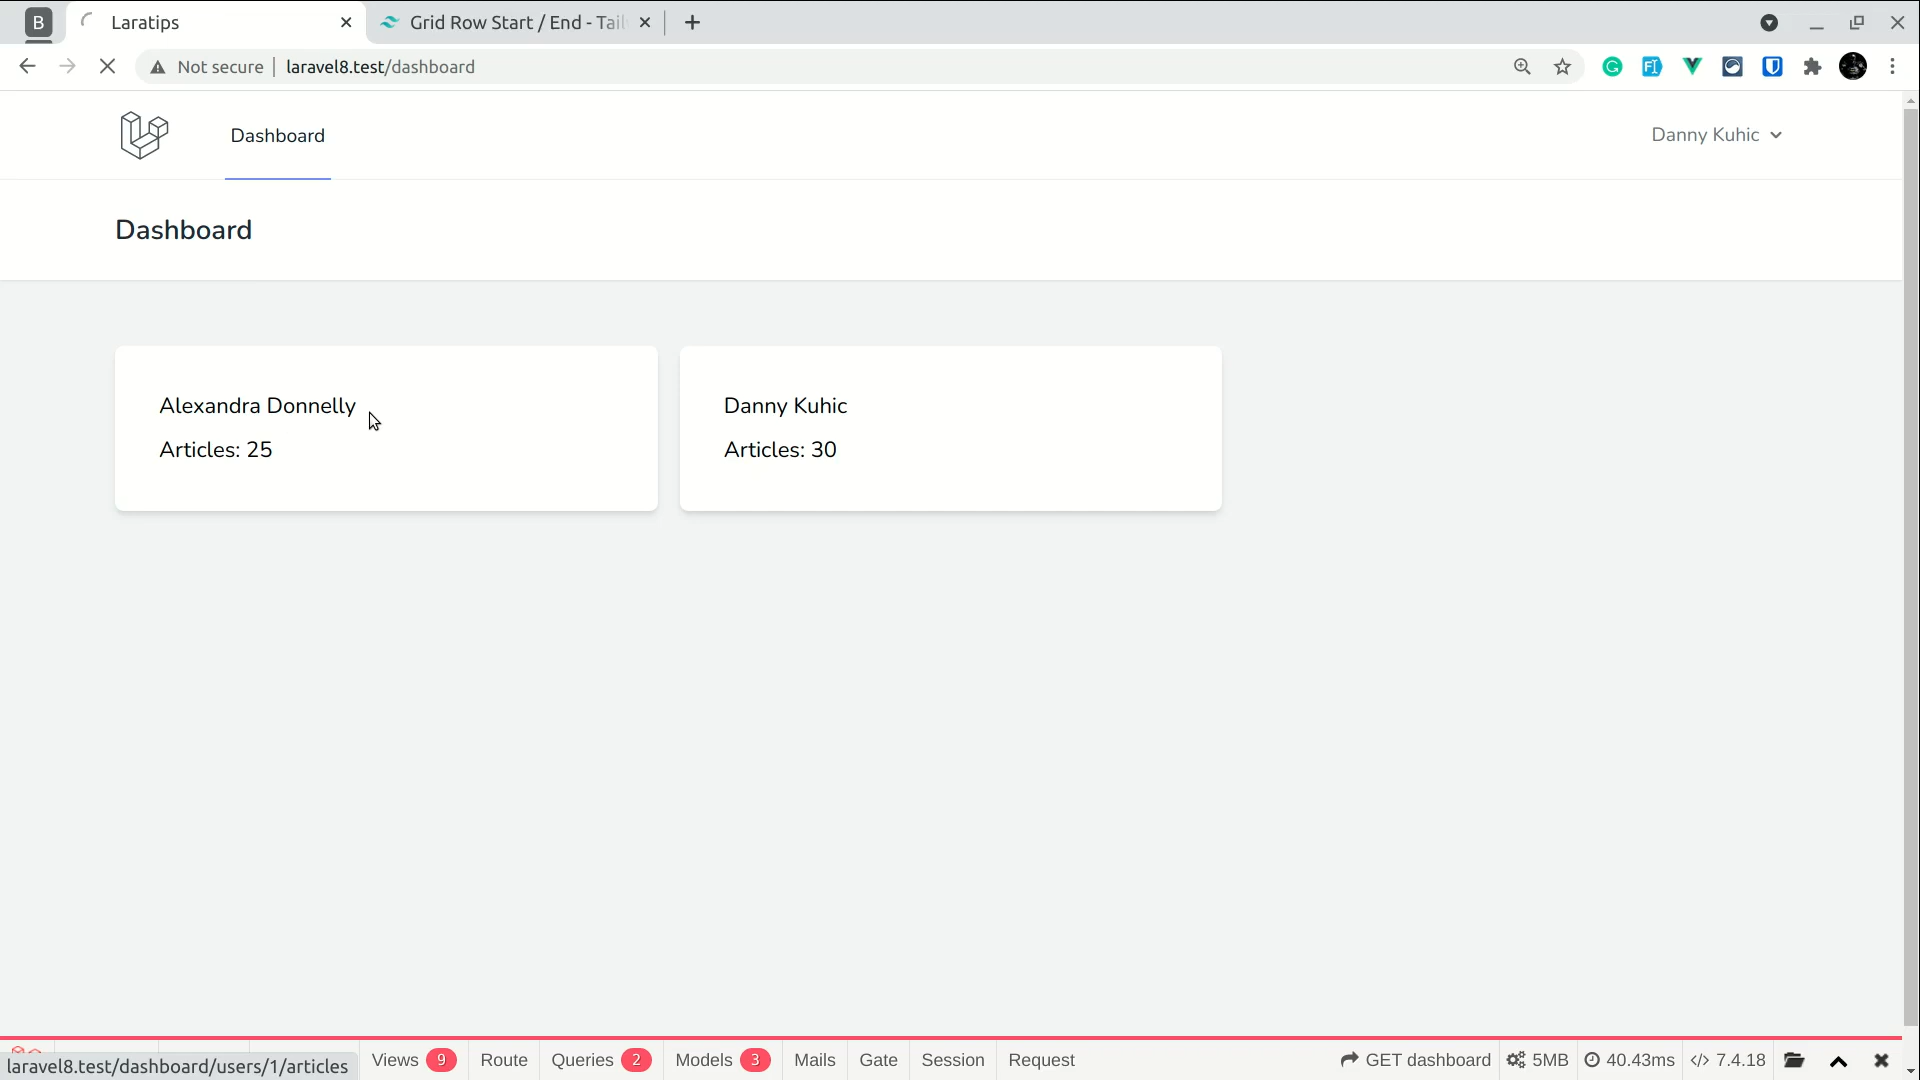 B
Laratips
Grid Row Start / End - Tail
Not secure
laravel8.test/dashboard
Dashboard
Danny Kuhic
Dashboard
Alexandra Donnelly
Articles: 25
Danny Kuhic
Articles: 30
laravel8.test/dashboard/users/1/articles
Views 9 Route Queries 2 Models 3 Mails Gate Session Request GET dashboard 5MB 40.43ms </> 7.4.18